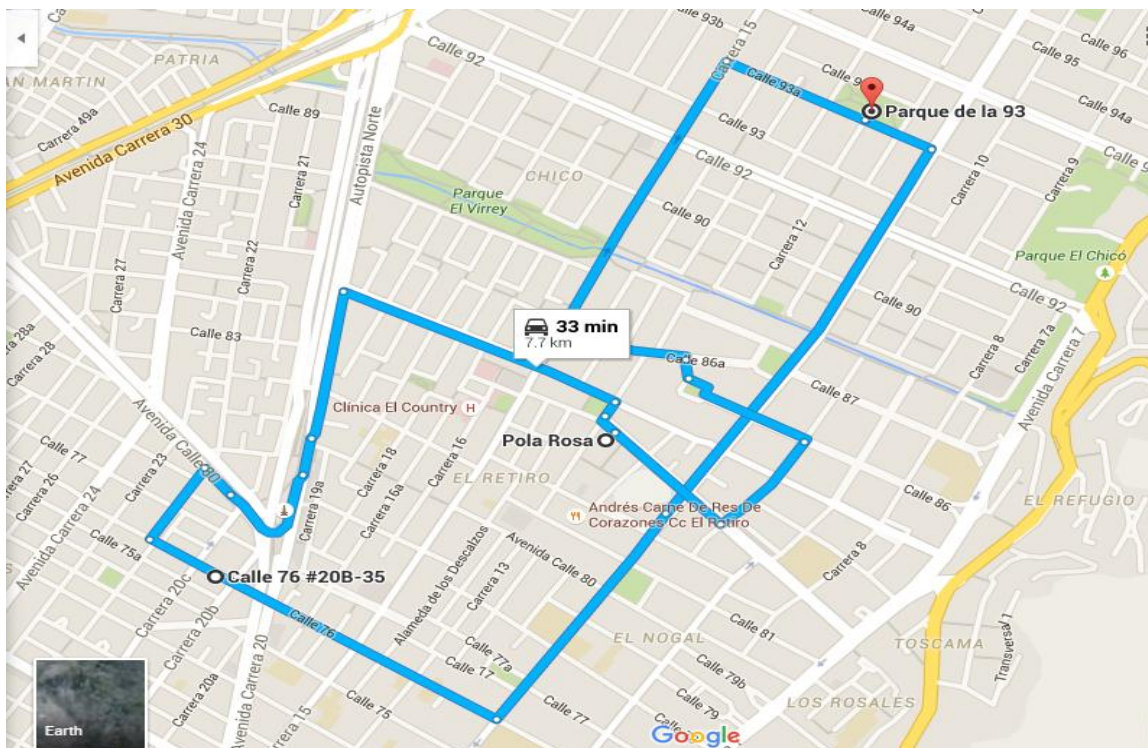 PATRIA
SAN MARTIN
Carrera 49a
Avenida Carrera 30
Calle 89
Carrera 21
Avenida Carrera 24
Autopista Norte
Carrera 22
Carrera 27
Calle 83
Carrera 28
Carrera 28a
Calle 92
Carrera 15
Calle 93b
Calle 94a
Calle 96
Calle 95
Calle 93a
Parque de la 93
Calle 94a
Calle 93
Calle 92
Carrera 10
Carrera 9
CHICO
Parque
El Virrey
Calle 90
Carrera 12
Parque El Chicó
Calle 92
Calle 90
Carrera 8
Carrera 7a
Avenida Carrera 7
33 min
7.7 km
Calle 86a
Calle 87
Clínica El Country
H
Pola Rosa
Avenida Calle 80
Calle 77
Carrera 23
Carrera 27
Carrera 26
Avenida Carrera 24
Carrera 19a
Carrera 18
Carrera 16a
Carrera 16
EL RETIRO
Andrés Carne De Res De
Corazones Cc El Retiro
Calle 86
EL REFUGIO
Carrera 8
Calle 75a
Carrera 20c
Carrera 20b
Calle 76 #20B-35
Calle 76
Alameda de los Descalzos
Carrera 13
Avenida Calle 80
Calle 81
EL NOGAL
TOSCAMA
Transversa/1
Calle 77a
Calle 17
Calle 77
Calle 79b
Calle 79
LOS ROSALES
Carrera 20a
Avenida Carrera 20
Carrera 15
Calle 75
Earth
Google